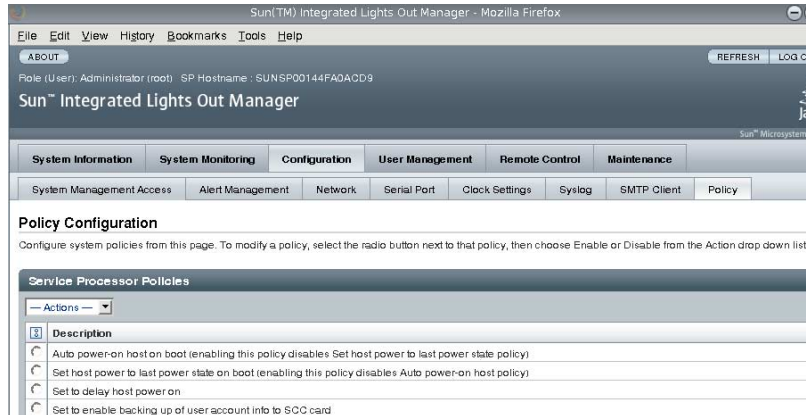 Sun(TM) Integrated Lights Out Manager - Mozilla Firefox
File Edit View History Bookmarks Tools Help
ABOUT REFRESH
Role (User): Administrator (root) SP Hostname : SUNSP00144FA0ACD9
Sun™ Integrated Lights Out Manager
Sun™ Microsystem
System Information System Monitoring Configuration User Management Remote Control Maintenance
System Management Access Alert Management Network Serial Port Clock Settings Syslog SMTP Client Policy
Policy Configuration
Configure system policies from this page. To modify a policy, select the radio button next to that policy, then choose Enable or Disable from the Action drop down list
Service Processor Policies
— Actions —
Description
Auto power-on host on boot (enabling this policy disables Set host power to last power state policy)
Set host power to last power state on boot (enabling this policy disables Auto power-on host policy)
Set to delay host power on
Set to enable backing up of user account info to SCC card